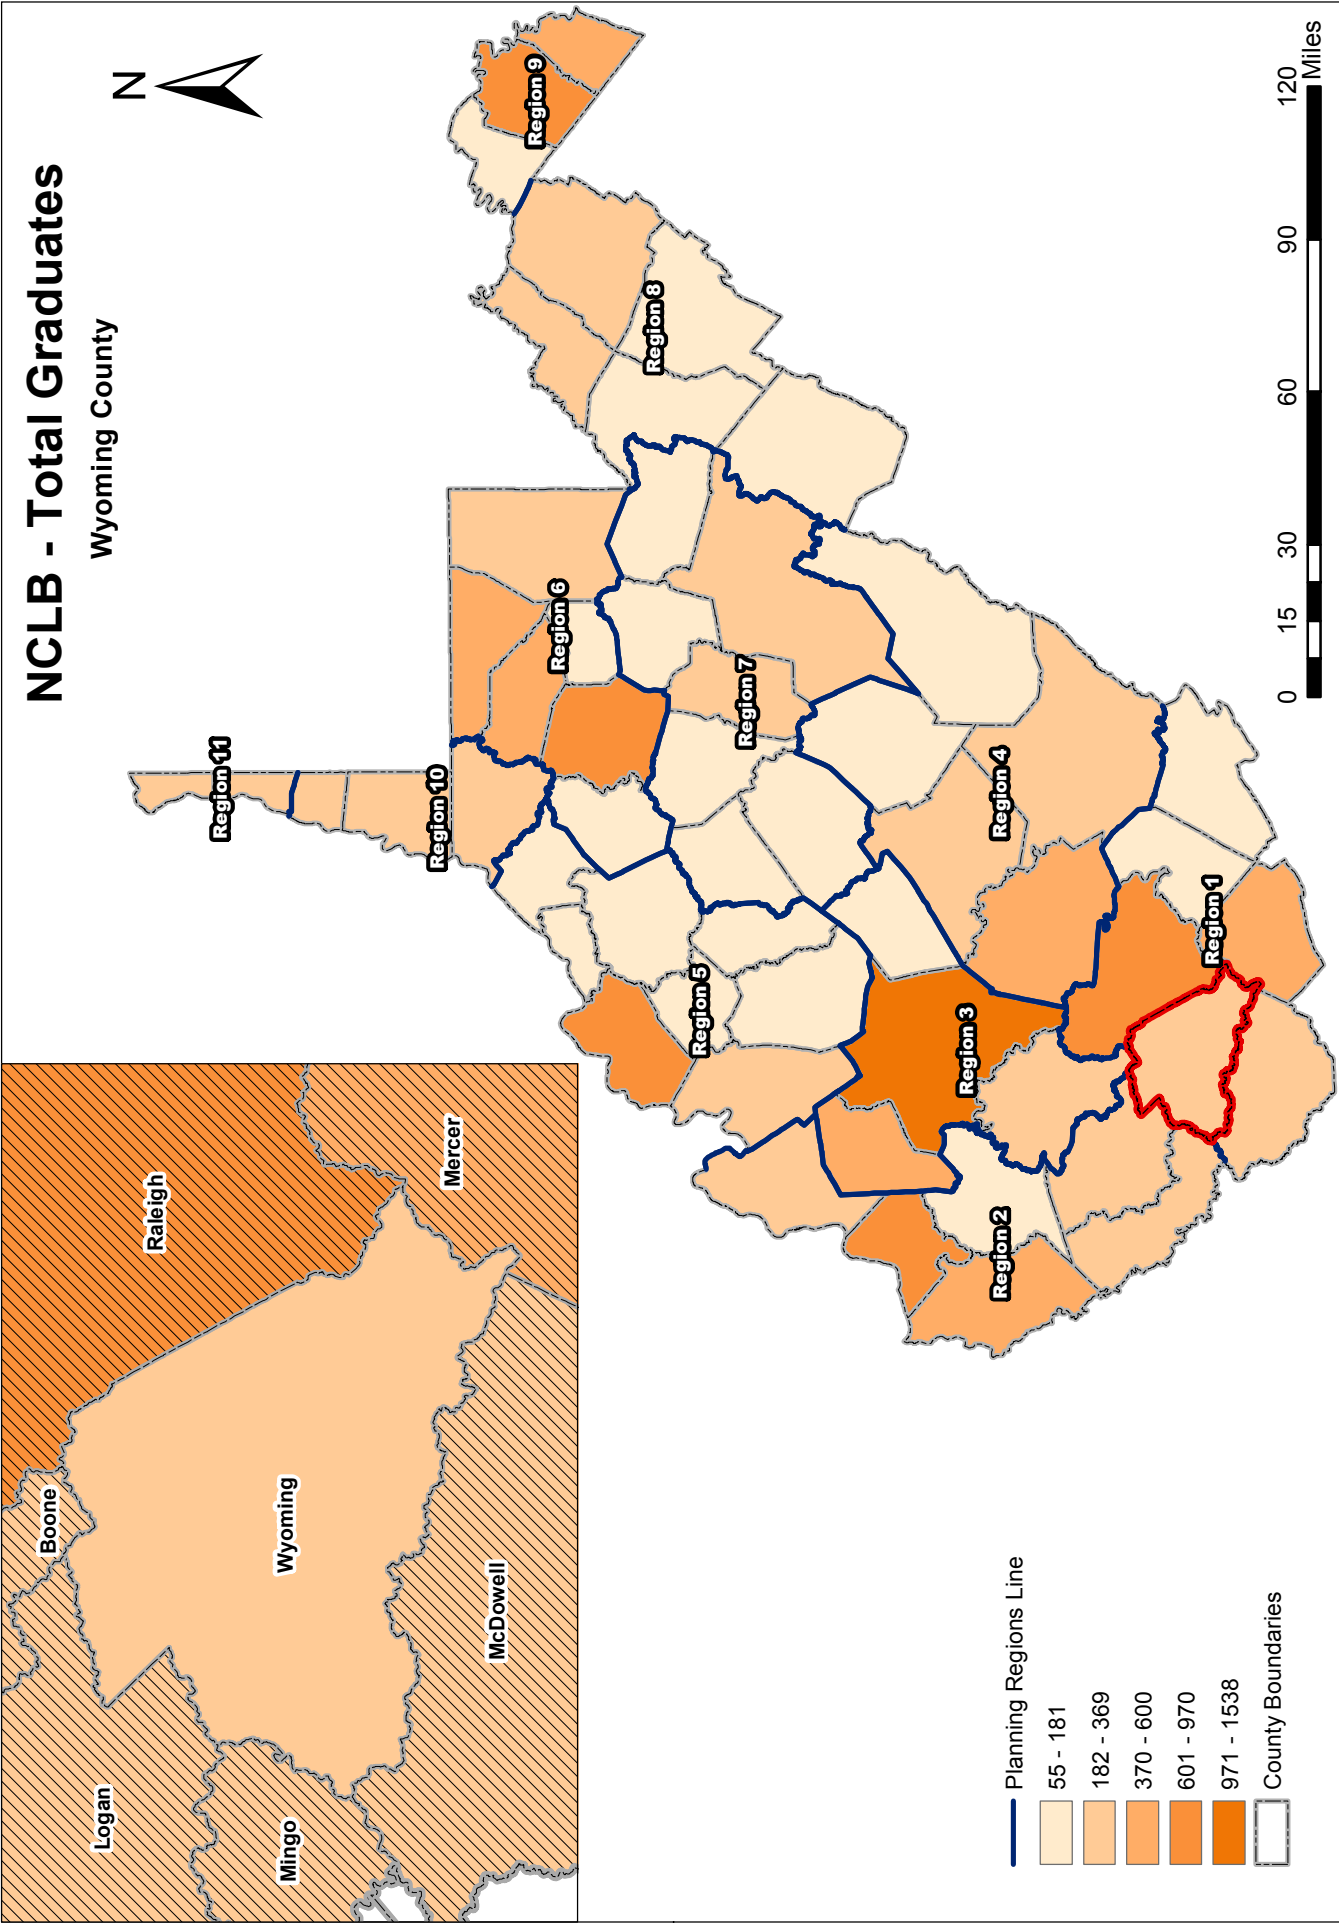 NCLB - Total Graduates
Wyoming County
N
Raleigh
Boone
Mercer
Logan
Wyoming
Mingo
McDowell
Region 11
Region 10
Region 6
Region 9
Region 8
Region 7
Region 5
Region 4
Region 3
Region 2
Region 1
Planning Regions Line
55 - 181
182 - 369
370 - 600
601 - 970
971 - 1538
County Boundaries
0 15 30 60 90 120
Miles